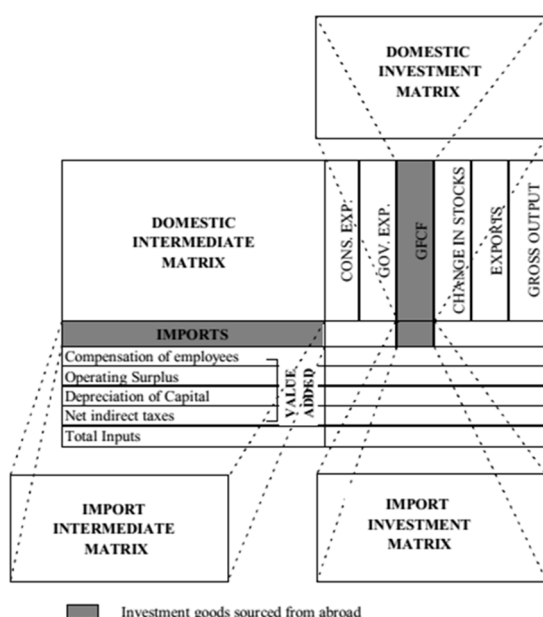 DOMESTIC
INVESTMENT
MATRIX
DOMESTIC
INTERMEDIATE
MATRIX
CONS. EXP.
GOV. EXP.
GFCF
CHANGE IN STOCKS
EXPORTS
GROSS OUTPUT
IMPORTS
Compensation of employees
Operating Surplus
Depreciation of Capital
Net indirect taxes
VALUE
ADDED
Total Inputs
IMPORT
INTERMEDIATE
MATRIX
IMPORT
INVESTMENT
MATRIX
Investment goods sourced from abroad